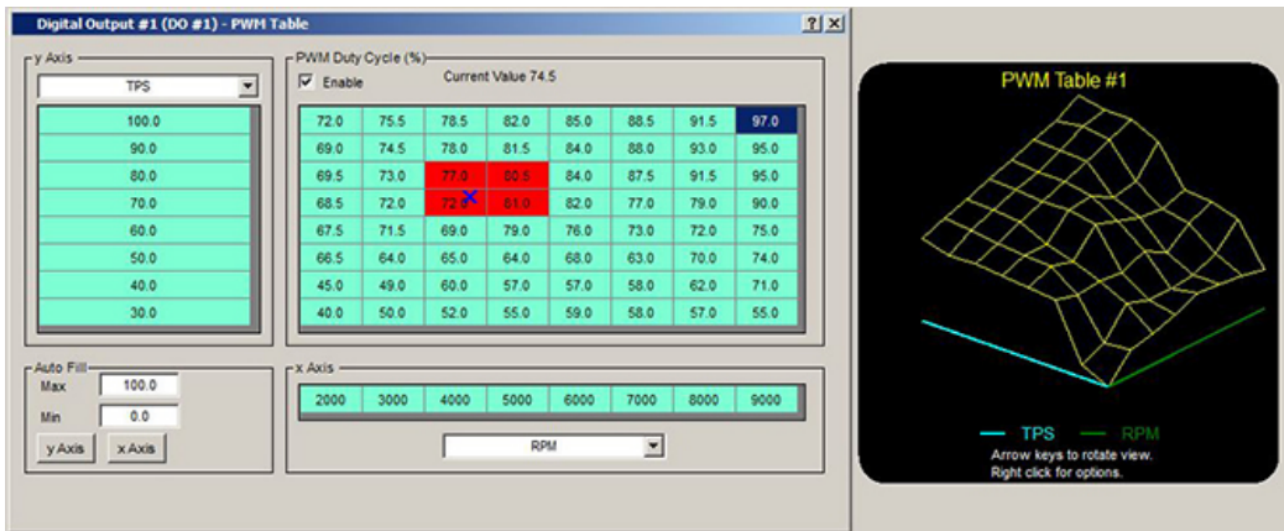 Digital Output #1 (DO #1) - PWM Table
y Axis
TPS
100.0
90.0
80.0
70.0
60.0
50.0
40.0
30.0
PWM Duty Cycle (%)
Enable Current Value 74.5
72.0 75.5 78.5 82.0 85.0 88.5 91.5 97.0
69.0 74.5 78.0 81.5 84.0 88.0 93.0 95.0
69.5 73.0 77.0 80.5 84.0 87.5 91.5 95.0
68.5 72.0 72.0 81.0 82.0 77.0 79.0 90.0
67.5 71.5 69.0 79.0 76.0 73.0 72.0 75.0
66.5 64.0 65.0 64.0 68.0 63.0 70.0 74.0
45.0 49.0 60.0 57.0 57.0 58.0 62.0 71.0
40.0 50.0 52.0 55.0 59.0 58.0 57.0 55.0
Auto Fill
Max 100.0
Min 0.0
y Axis x Axis
x Axis
2000 3000 4000 5000 6000 7000 8000 9000
RPM
PWM Table #1
TPS RPM
Arrow keys to rotate view.
Right click for options.